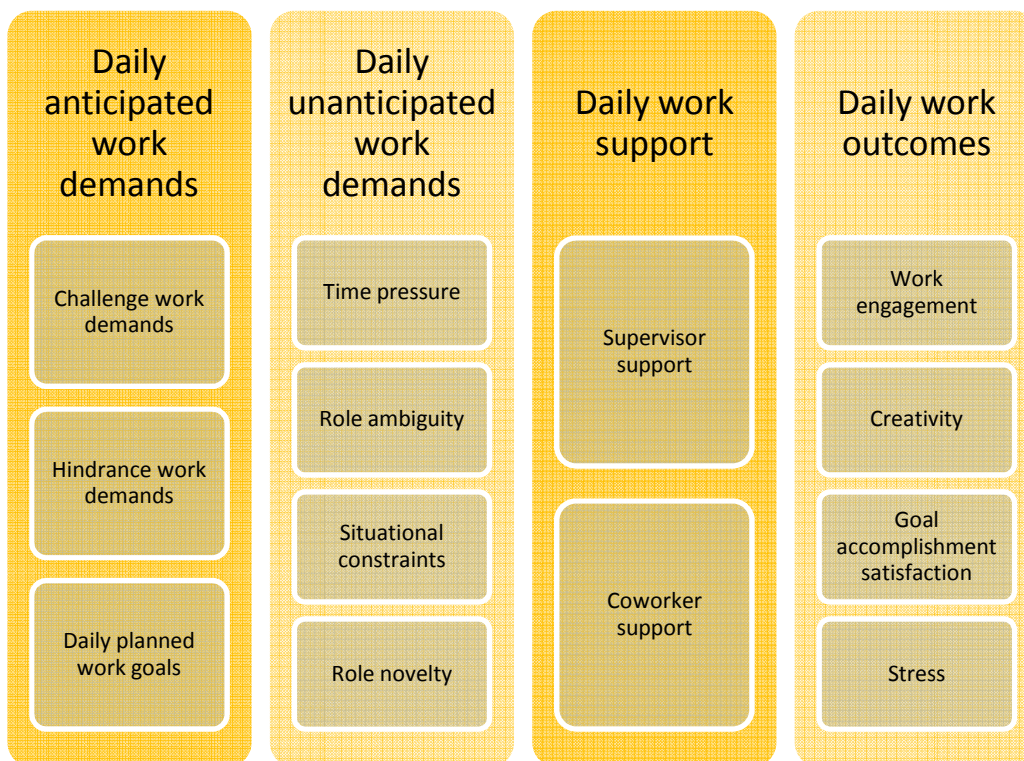 Daily
anticipated
work
demands
Challenge work
demands
Hindrance work
demands
Daily planned
work goals
Daily
unanticipated
work
demands
Time pressure
Role ambiguity
Situational
constraints
Role novelty
Daily work
support
Supervisor
support
Coworker
support
Daily work
outcomes
Work
engagement
Creativity
Goal
accomplishment
satisfaction
Stress